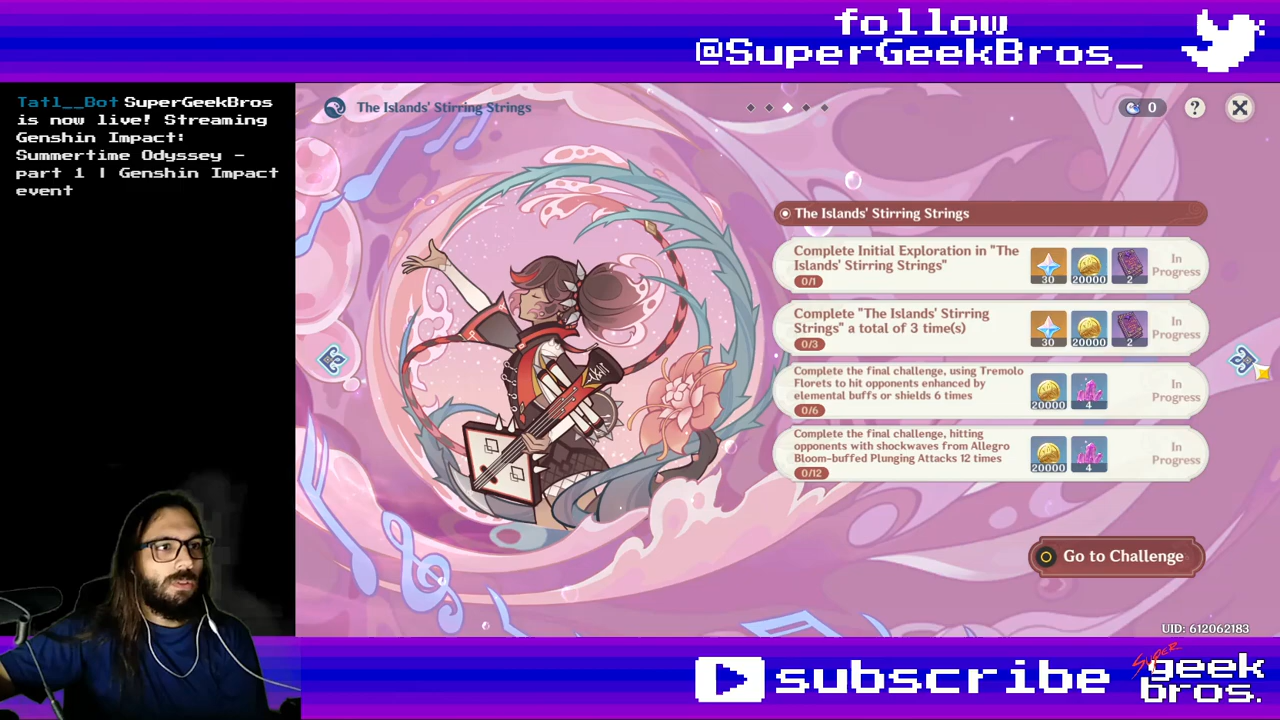 follow
@SuperGeekBros_
Tatl__Bot SuperGeekBros
is now live! Streaming
Genshin Impact:
Summertime Odyssey -
part 1 | Genshin Impact
event
The Islands' Stirring Strings
0
?
The Islands' Stirring Strings
Complete Initial Exploration in "The
Islands' Stirring Strings"
0/1
30 20000 2
In
Progress
Complete "The Islands' Stirring
Strings" a total of 3 time(s)
0/3
30 20000 2
In
Progress
Complete the final challenge, using Tremolo
Florets to hit opponents enhanced by
elemental buffs or shields 6 times
0/6
20000 4
In
Progress
Complete the final challenge, hitting
opponents with shockwaves from Allegro
Bloom-buffed Plunging Attacks 12 times
0/12
20000 4
In
Progress
Go to Challenge
UID: 612062183
subscribe
super
geek
bros.